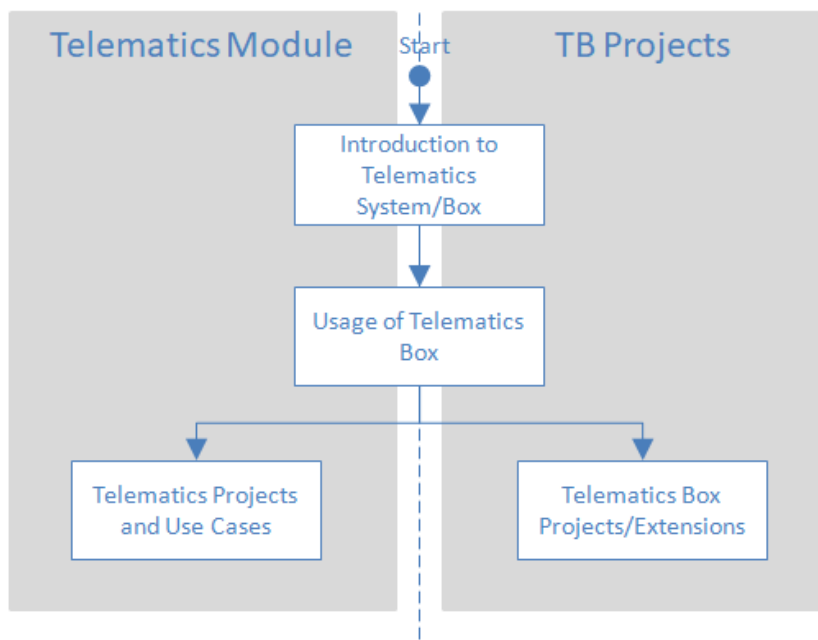 Telematics Module
Start
TB Projects
Introduction to
Telematics
System/Box
Usage of Telematics
Box
Telematics Projects
and Use Cases
Telematics Box
Projects/Extensions